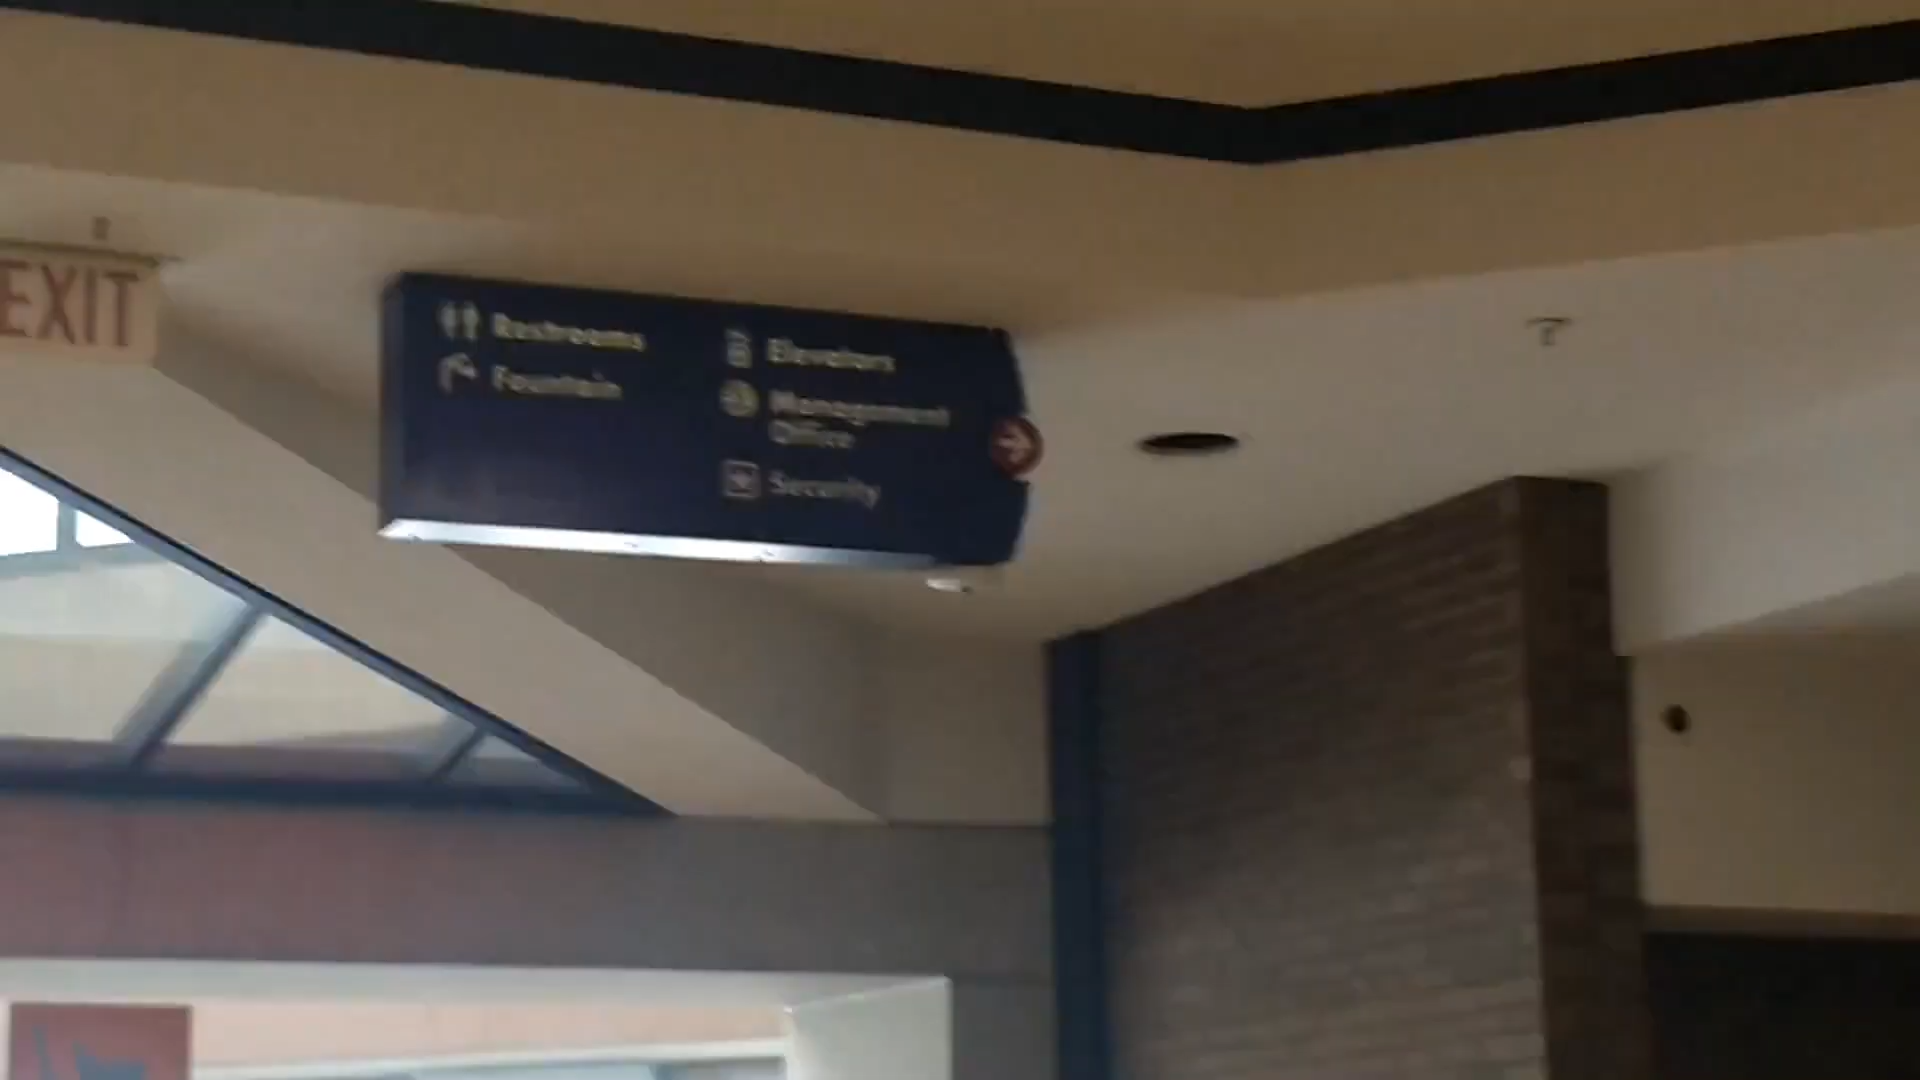 EXIT
Restrooms
Fountain
Elevators
Management
Office
Security